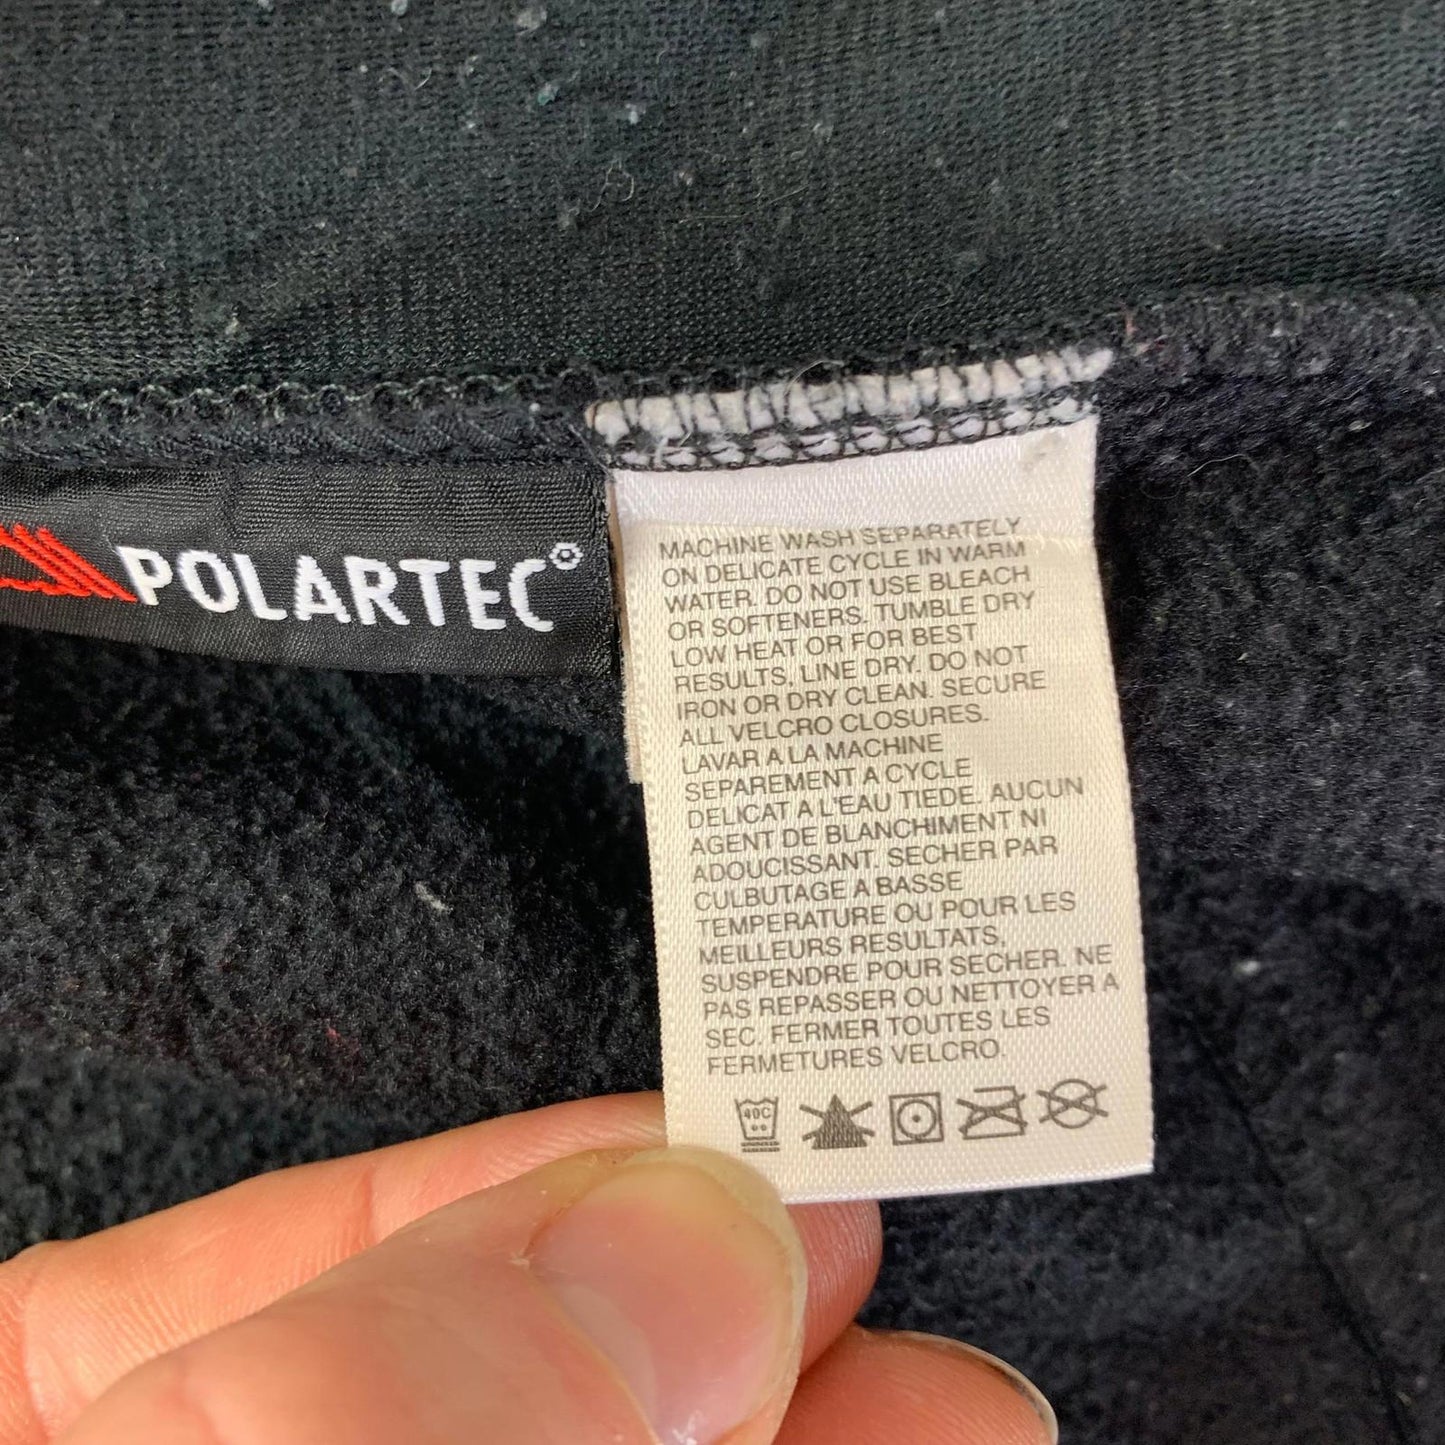 POLARTEC®
MACHINE WASH SEPARATELY
ON DELICATE CYCLE IN WARM
WATER. DO NOT USE BLEACH
OR SOFTENERS. TUMBLE DRY
LOW HEAT OR FOR BEST
RESULTS. LINE DRY. DO NOT
IRON OR DRY CLEAN. SECURE
ALL VELCRO CLOSURES.
LAVAR A LA MACHINE
SEPAREMENT A CYCLE
DELICAT A L'EAU TIEDE. AUCUN
AGENT DE BLANCHIMENT NI
ADOUCISSANT. SECHER PAR
CULBUTAGE A BASSE
TEMPERATURE OU POUR LES
MEILLEURS RESULTATS,
SUSPENDRE POUR SECHER. NE
PAS REPASSER OU NETTOYER A
SEC. FERMER TOUTES LES
FERMETURES VELCRO.
40C